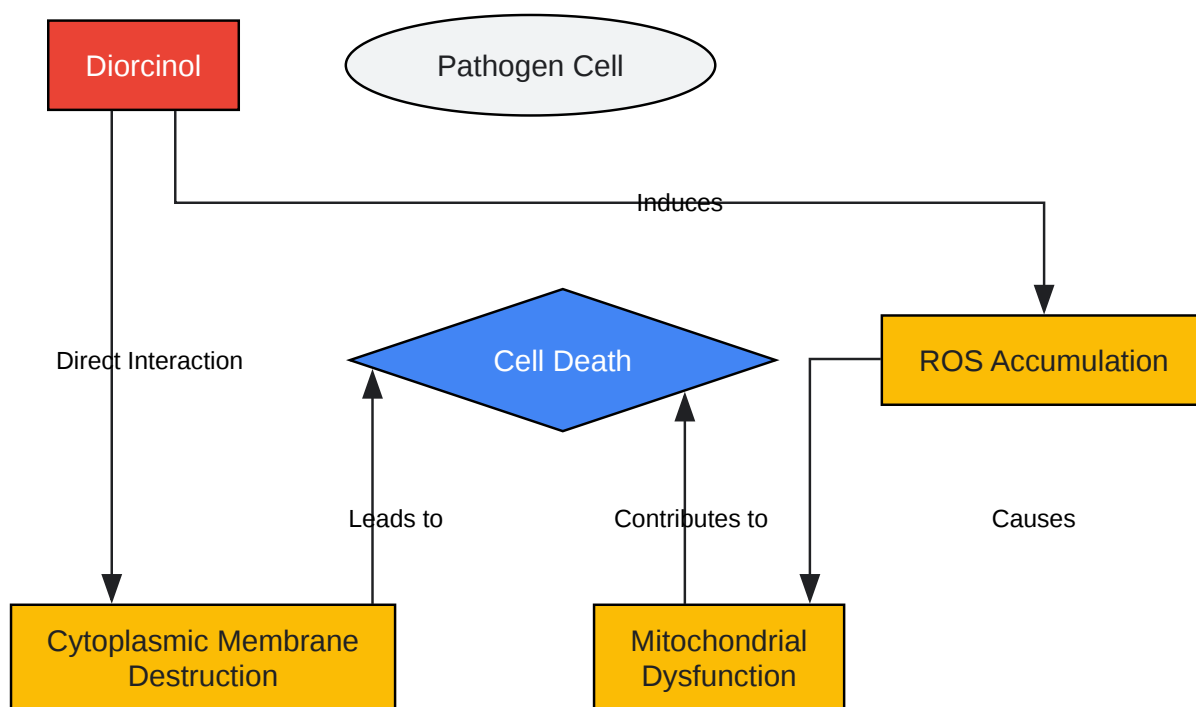 Diorcinol
Pathogen Cell
Induces
Direct Interaction
Cell Death
ROS Accumulation
Leads to
Contributes to
Causes
Cytoplasmic Membrane
Destruction
Mitochondrial
Dysfunction